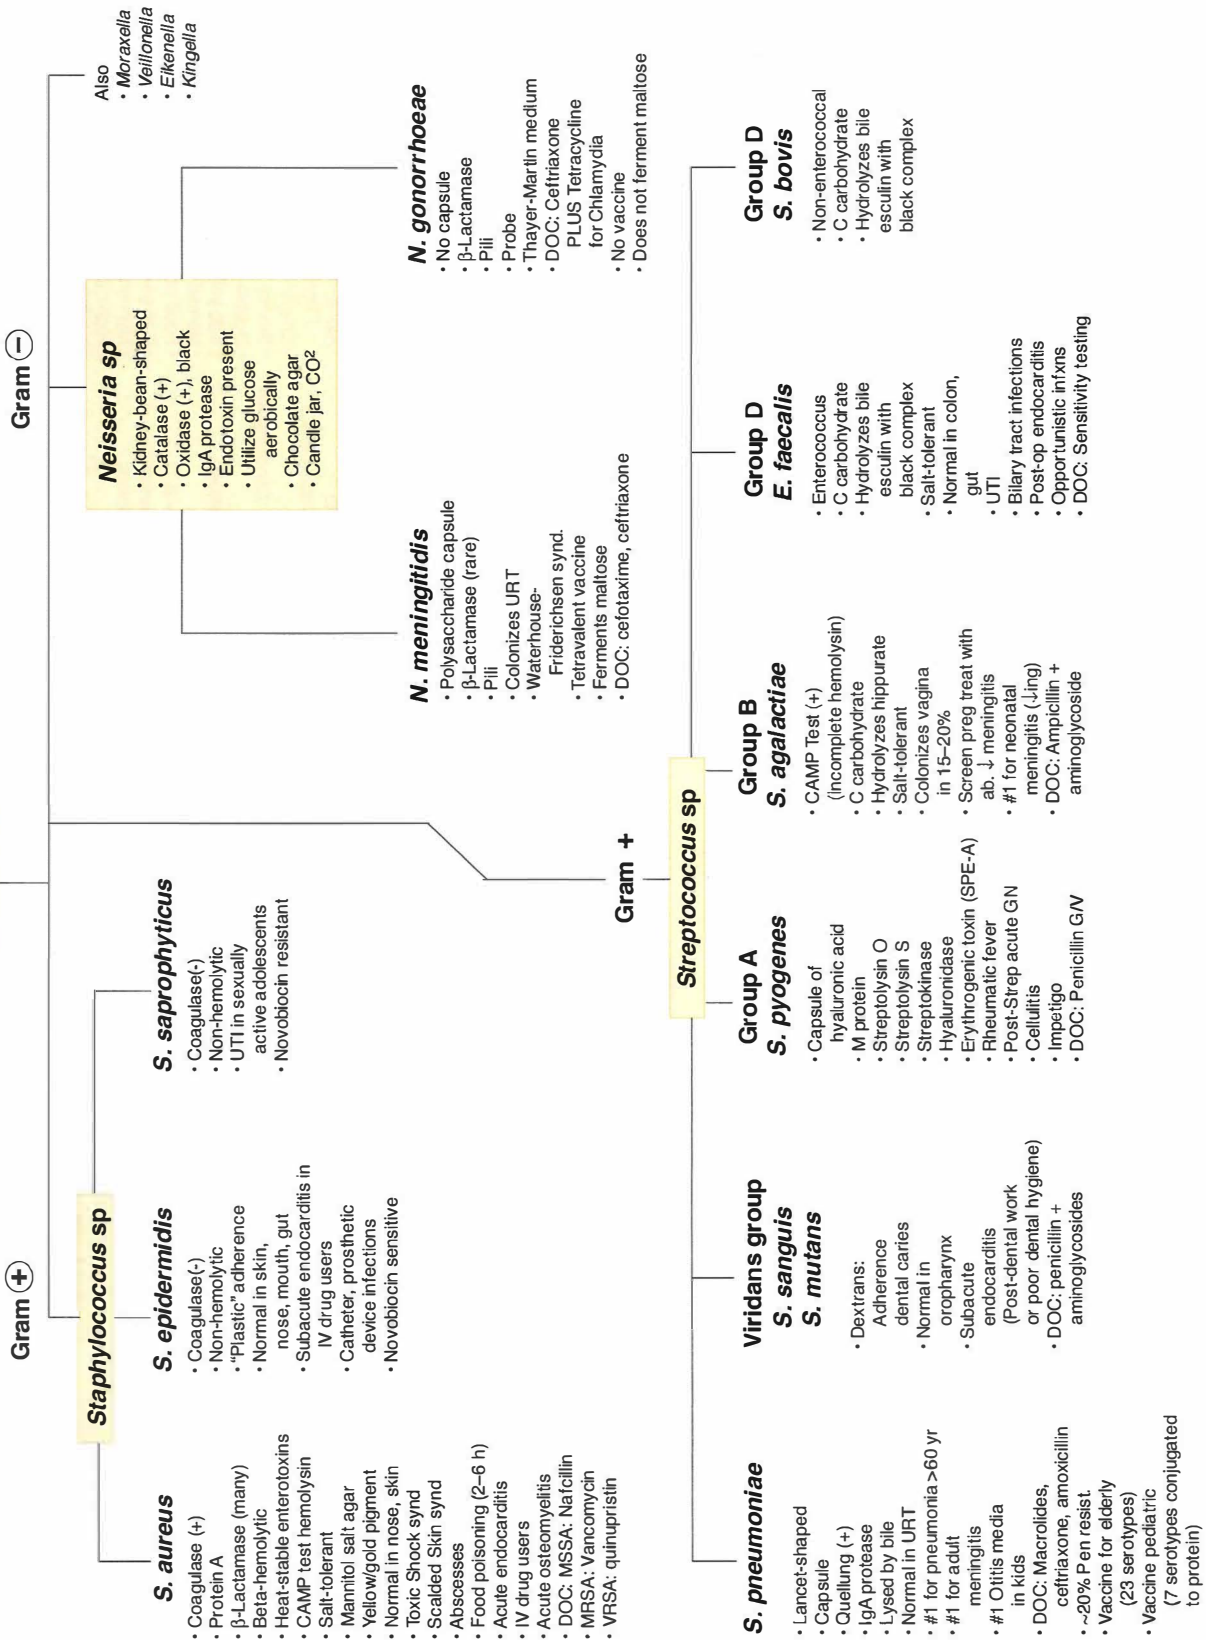 Gram ⊕
Gram ⊖
Staphylococcus sp
S. aureus
• Coagulase (+)
• Protein A
• β-Lactamase (many)
• Beta-hemolytic
• Heat-stable enterotoxins
• CAMP test hemolysin
• Salt-tolerant
• Mannitol salt agar
• Yellow/gold pigment
• Normal in nose, skin
• Toxic Shock synd
• Scalded Skin synd
• Abscesses
• Food poisoning (2–6 h)
• Acute endocarditis
• IV drug users
• Acute osteomyelitis
• DOC: MSSA: Nafcillin
• MRSA: Vancomycin
• VRSA: quinupristin
S. epidermidis
• Coagulase(-)
• Non-hemolytic
• “Plastic” adherence
• Normal in skin,
nose, mouth, gut
• Subacute endocarditis in
IV drug users
• Catheter, prosthetic
device infections
• Novobiocin sensitive
S. saprophyticus
• Coagulase(-)
• Non-hemolytic
• UTI in sexually
active adolescents
• Novobiocin resistant
Neisseria sp
• Kidney-bean-shaped
• Catalase (+)
• Oxidase (+), black
• IgA protease
• Endotoxin present
• Utilize glucose
aerobically
• Chocolate agar
• Candle jar, CO²
N. meningitidis
• Polysaccharide capsule
• β-Lactamase (rare)
• Pili
• Colonizes URT
• Waterhouse-
Friderichsen synd.
• Tetravalent vaccine
• Ferments maltose
• DOC: cefotaxime, ceftriaxone
N. gonorrhoeae
• No capsule
• β-Lactamase
• Pili
• Probe
• Thayer-Martin medium
• DOC: Ceftriaxone
PLUS Tetracycline
for Chlamydia
• No vaccine
• Does not ferment maltose
Also
• Moraxella
• Veillonella
• Eikenella
• Kingella
Gram +
Streptococcus sp
S. pneumoniae
• Lancet-shaped
• Capsule
• Quellung (+)
• IgA protease
• Lysed by bile
• Normal in URT
• #1 for pneumonia >60 yr
• #1 for adult
meningitis
• #1 Otitis media
in kids
• DOC: Macrolides,
ceftriaxone, amoxicillin
• ~20% Pen resist.
• Vaccine for elderly
(23 serotypes)
• Vaccine pediatric
(7 serotypes conjugated
to protein)
Viridans group
S. sanguis
S. mutans
• Dextrans:
Adherence
dental caries
• Normal in
oropharynx
• Subacute
endocarditis
(Post-dental work
or poor dental hygiene)
• DOC: penicillin +
aminoglycosides
Group A
S. pyogenes
• Capsule of
hyaluronic acid
• M protein
• Streptolysin O
• Streptolysin S
• Streptokinase
• Hyaluronidase
• Erythrogenic toxin (SPE-A)
• Rheumatic fever
• Post-Strep acute GN
• Cellulitis
• Impetigo
• DOC: Penicillin G/V
Group B
S. agalactiae
• CAMP Test (+)
(incomplete hemolysin)
• C carbohydrate
• Hydrolyzes hippurate
• Salt-tolerant
• Colonizes vagina
in 15–20%
• Screen preg treat with
ab. ↓ meningitis
• #1 for neonatal
meningitis (↓ing)
• DOC: Ampicillin +
aminoglycoside
Group D
E. faecalis
• Enterococcus
• C carbohydrate
• Hydrolyzes bile
esculin with
black complex
• Salt-tolerant
• Normal in colon,
gut
• UTI
• Bilary tract infections
• Post-op endocarditis
• Opportunistic infxns
• DOC: Sensitivity testing
Group D
S. bovis
• Non-enterococcal
• C carbohydrate
• Hydrolyzes bile
esculin with
black complex